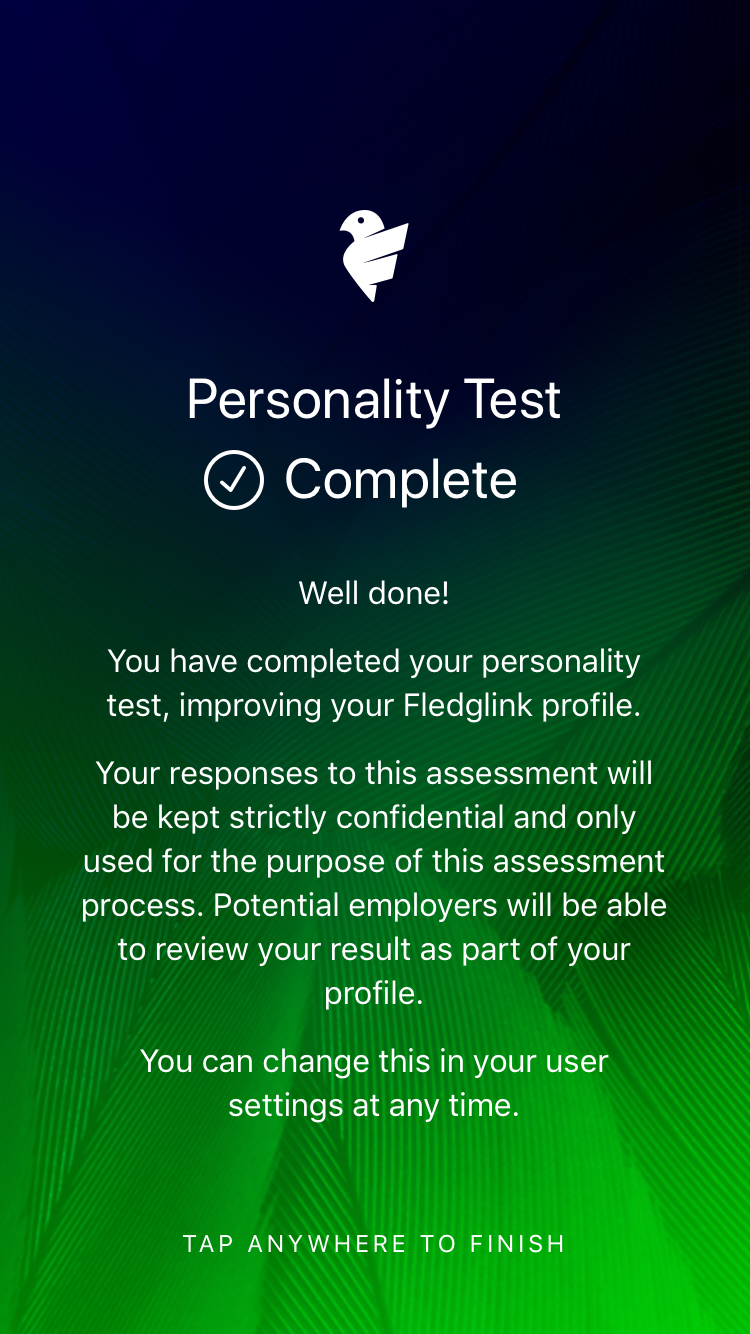 Personality Test
Complete
Well done!
You have completed your personality
test, improving your Fledglink profile.
Your responses to this assessment will
be kept strictly confidential and only
used for the purpose of this assessment
process. Potential employers will be able
to review your result as part of your
profile.
You can change this in your user
settings at any time.
TAP ANYWHERE TO FINISH